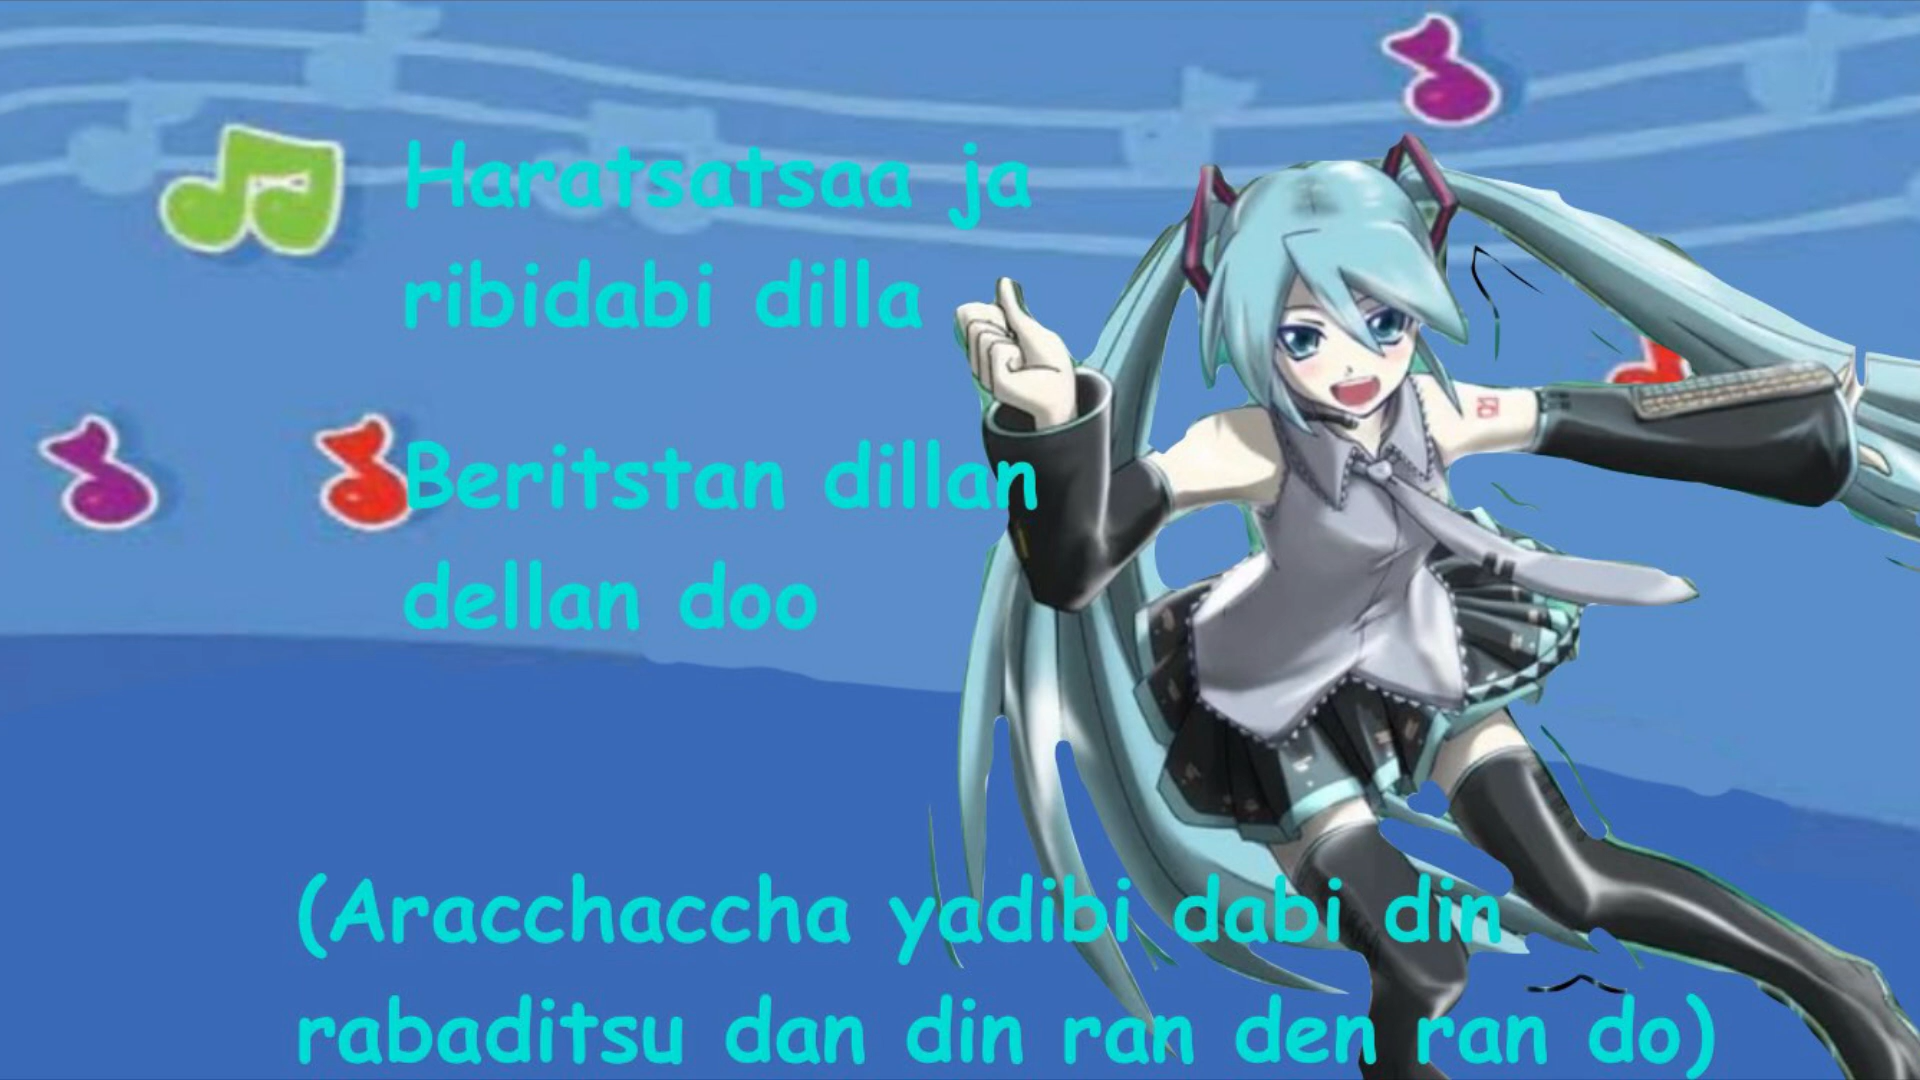 Haratsatsaa ja
ribidabi dilla
Beritstan dillan
dellan doo
(Aracchaccha yadibi dabi din
rabaditsu dan din ran den ran do)